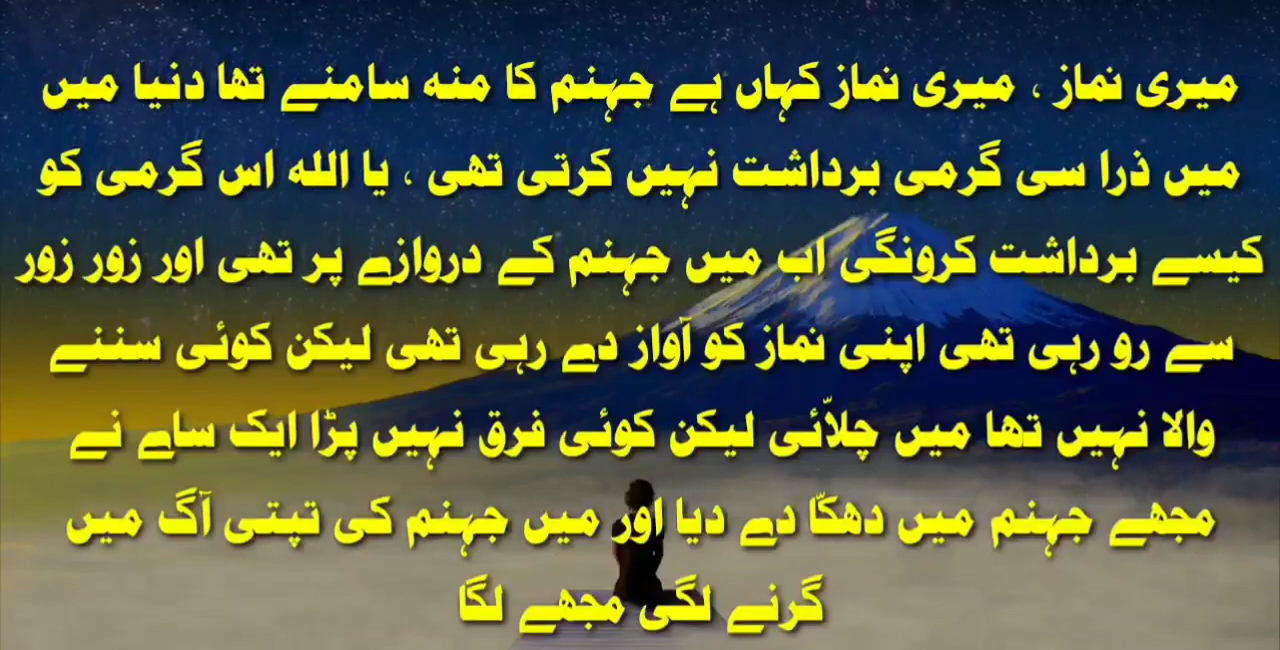 میری نماز ، میری نماز کہاں ہے جہنم کا منہ سامنے تھا دنیا میں
میں ذرا سی گرمی برداشت نہیں کرتی تھی ، یا اللہ اس گرمی کو
کیسے برداشت کرونگی اب میں جہنم کے دروازے پر تھی اور زور زور
سے رو رہی تھی اپنی نماز کو آواز دے رہی تھی لیکن کوئی سننے
والا نہیں تھا میں چلاّئی لیکن کوئی فرق نہیں پڑا ایک ساے نے
مجھے جہنم میں دھکّا دے دیا اور میں جہنم کی تپتی آگ میں
گرنے لگی مجھے لگا